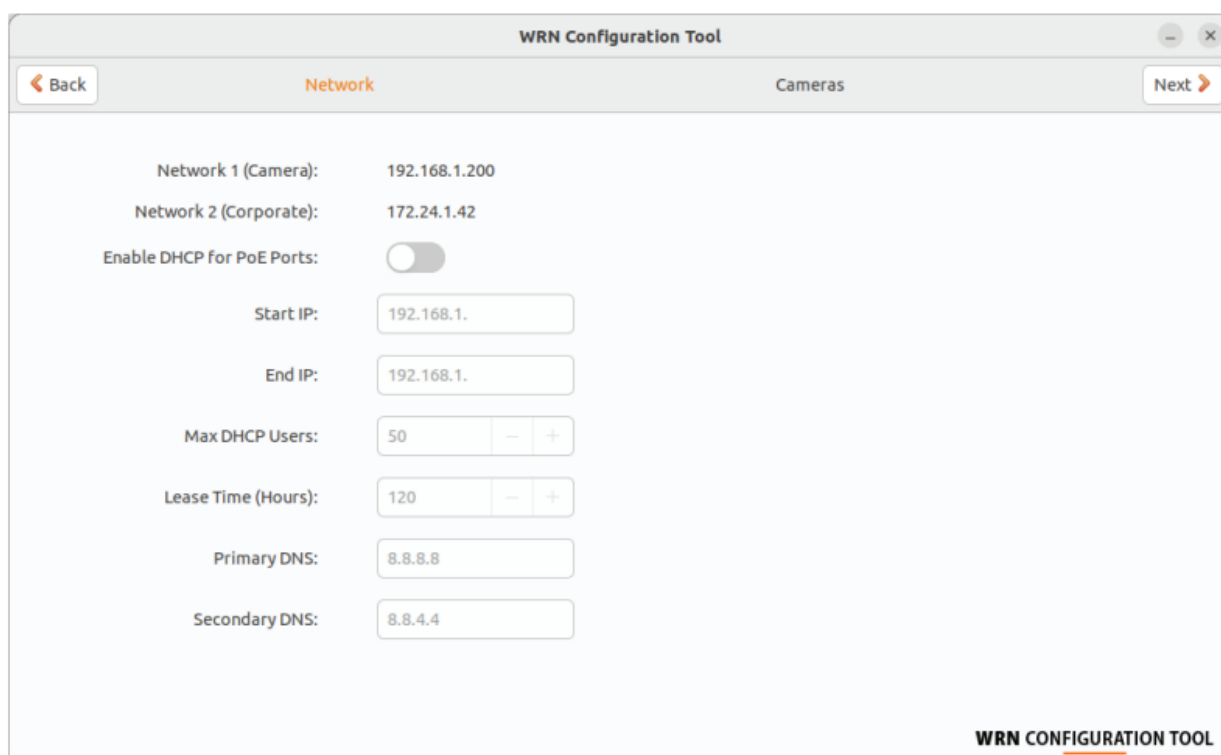 WRN Configuration Tool
Back Network Cameras Next
Network 1 (Camera): 192.168.1.200
Network 2 (Corporate): 172.24.1.42
Enable DHCP for PoE Ports:
Start IP: 192.168.1.
End IP: 192.168.1.
Max DHCP Users: 50 − +
Lease Time (Hours): 120 − +
Primary DNS: 8.8.8.8
Secondary DNS: 8.8.4.4
WRN CONFIGURATION TOOL